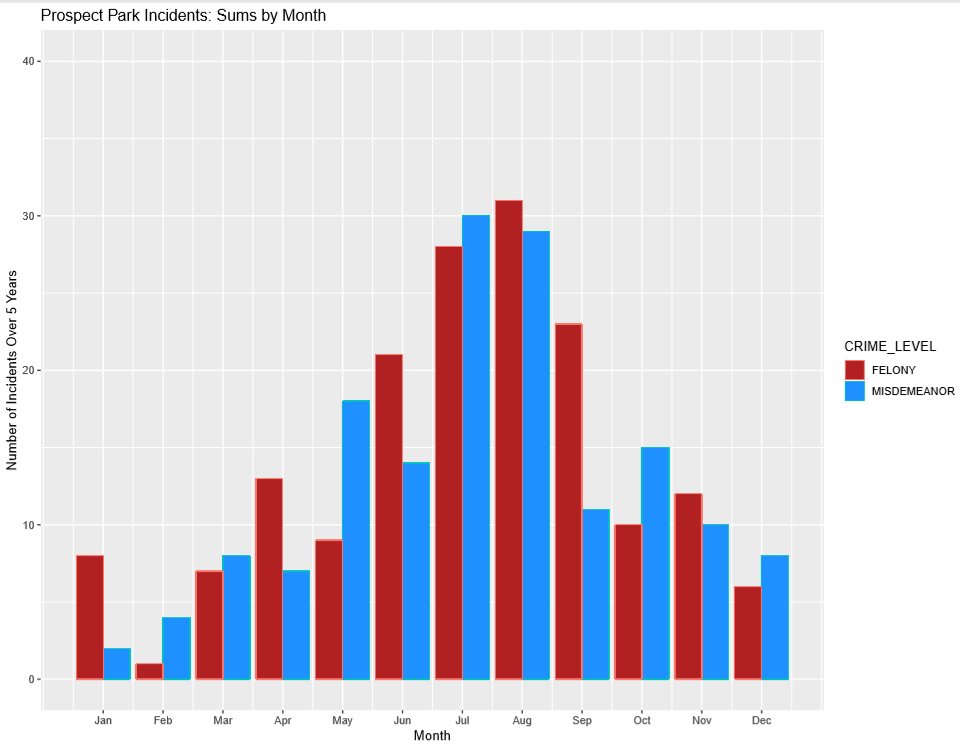 Prospect Park Incidents: Sums by Month
Number of Incidents Over 5 Years
40
30
20
10
0
Jan Feb Mar Apr May Jun Jul Aug Sep Oct Nov Dec
Month
CRIME_LEVEL
FELONY
MISDEMEANOR